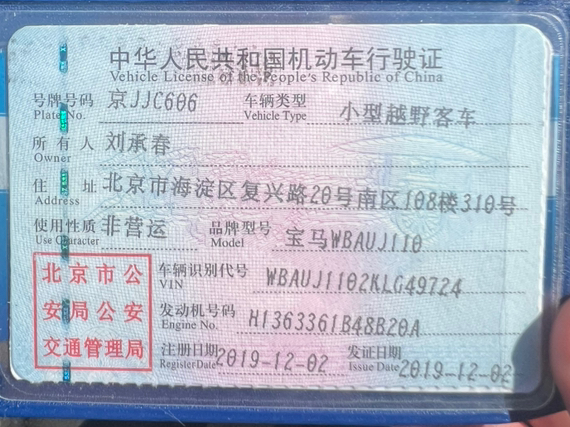 中华人民共和国机动车行驶证
Vehicle License of the People's Republic of China
号牌号码 京JJC606 车辆类型 小型越野客车
Plate No. Vehicle Type
所有人 刘承春
Owner
住址 北京市海淀区复兴路20号南区108楼310号
Address
使用性质 非营运 品牌型号 宝马WBAUJ110
Use Character Model
车辆识别代号 WBAUJ1102KLG49724
VIN
发动机号码 H1363361B48B20A
Engine No.
注册日期 2019-12-02 发证日期 2019-12-02
Register Date Issue Date
北京市公
安局公安
交通管理局